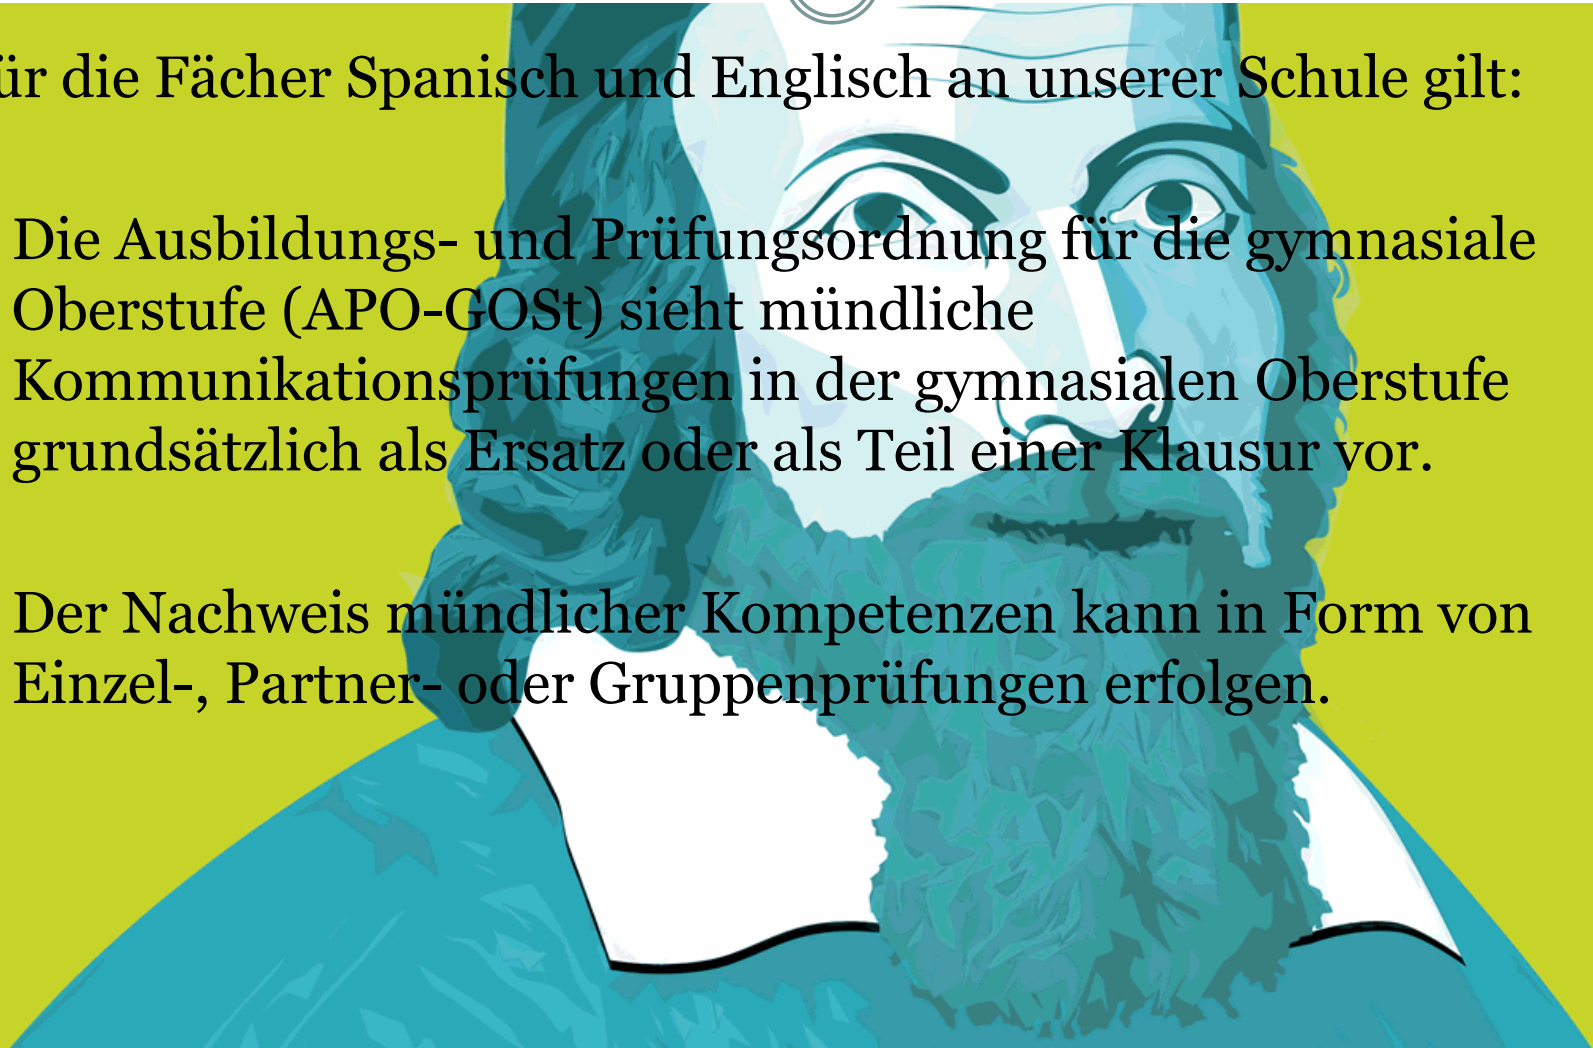 ür die Fächer Spanisch und Englisch an unserer Schule gilt:
Die Ausbildungs- und Prüfungsordnung für die gymnasiale
Oberstufe (APO-GOSt) sieht mündliche
Kommunikationsprüfungen in der gymnasialen Oberstufe
grundsätzlich als Ersatz oder als Teil einer Klausur vor.
Der Nachweis mündlicher Kompetenzen kann in Form von
Einzel-, Partner- oder Gruppenprüfungen erfolgen.